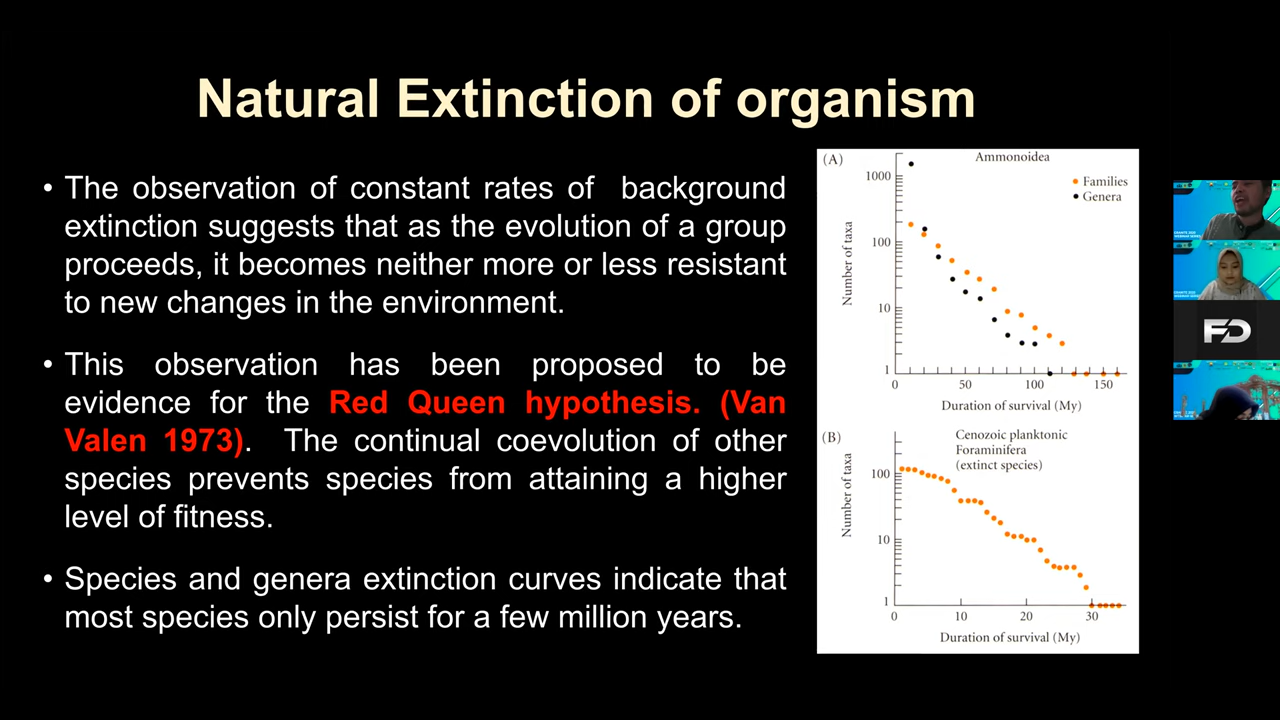 Natural Extinction of organism
• The observation of constant rates of background
extinction suggests that as the evolution of a group
proceeds, it becomes neither more or less resistant
to new changes in the environment.
• This observation has been proposed to be
evidence for the Red Queen hypothesis. (Van
Valen 1973). The continual coevolution of other
species prevents species from attaining a higher
level of fitness.
• Species and genera extinction curves indicate that
most species only persist for a few million years.
(A)
Ammonoidea
Families
Genera
Number of taxa
1000
100
10
1
0 50 100 150
Duration of survival (My)
(B)
Cenozoic planktonic
Foraminifera
(extinct species)
Number of taxa
100
10
1
0 10 20 30
Duration of survival (My)
FD